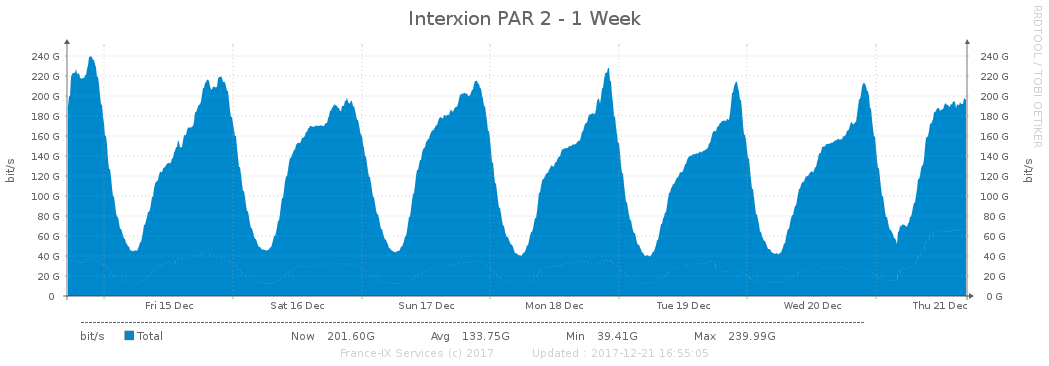 Interxion PAR 2 - 1 Week
RRDTOOL / TOBI OETIKER
bit/s
240 G
220 G
200 G
180 G
160 G
140 G
120 G
100 G
80 G
60 G
40 G
20 G
0
240 G
220 G
200 G
180 G
160 G
140 G
120 G
100 G
80 G
60 G
40 G
20 G
0 G
bit/s
Fri 15 Dec Sat 16 Dec Sun 17 Dec Mon 18 Dec Tue 19 Dec Wed 20 Dec Thu 21 Dec
bit/s Total Now 201.60G Avg 133.75G Min 39.41G Max 239.99G
France-IX Services (c) 2017 Updated : 2017-12-21 16:55:05